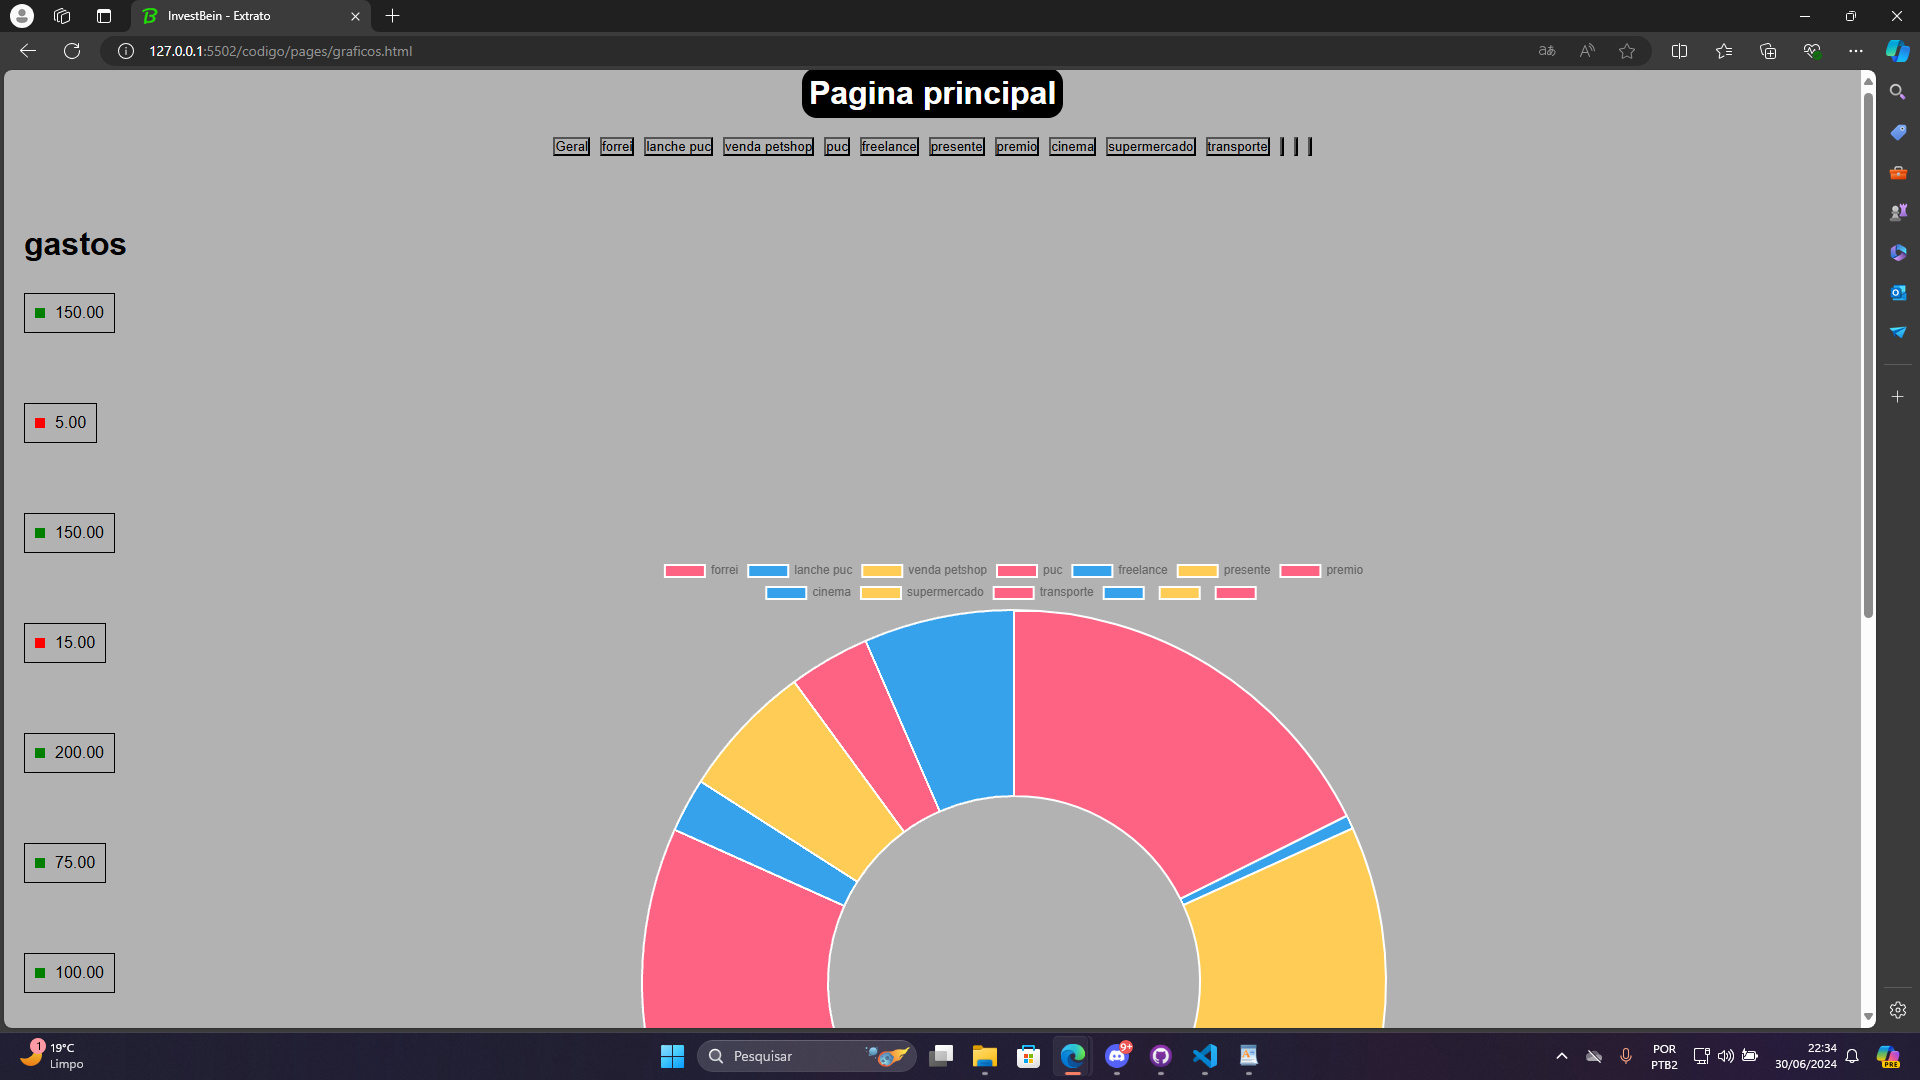 InvestBein - Extrato
127.0.0.1:5502/codigo/pages/graficos.html
Pagina principal
Geral forrei lanche puc venda petshop puc freelance presente premio cinema supermercado transporte
gastos
150.00
5.00
150.00
15.00
200.00
75.00
100.00
forrei lanche puc venda petshop puc freelance presente premio
cinema supermercado transporte
1
19°C
Limpo
Pesquisar
9+
POR
PTB2
22:34
30/06/2024
PRE